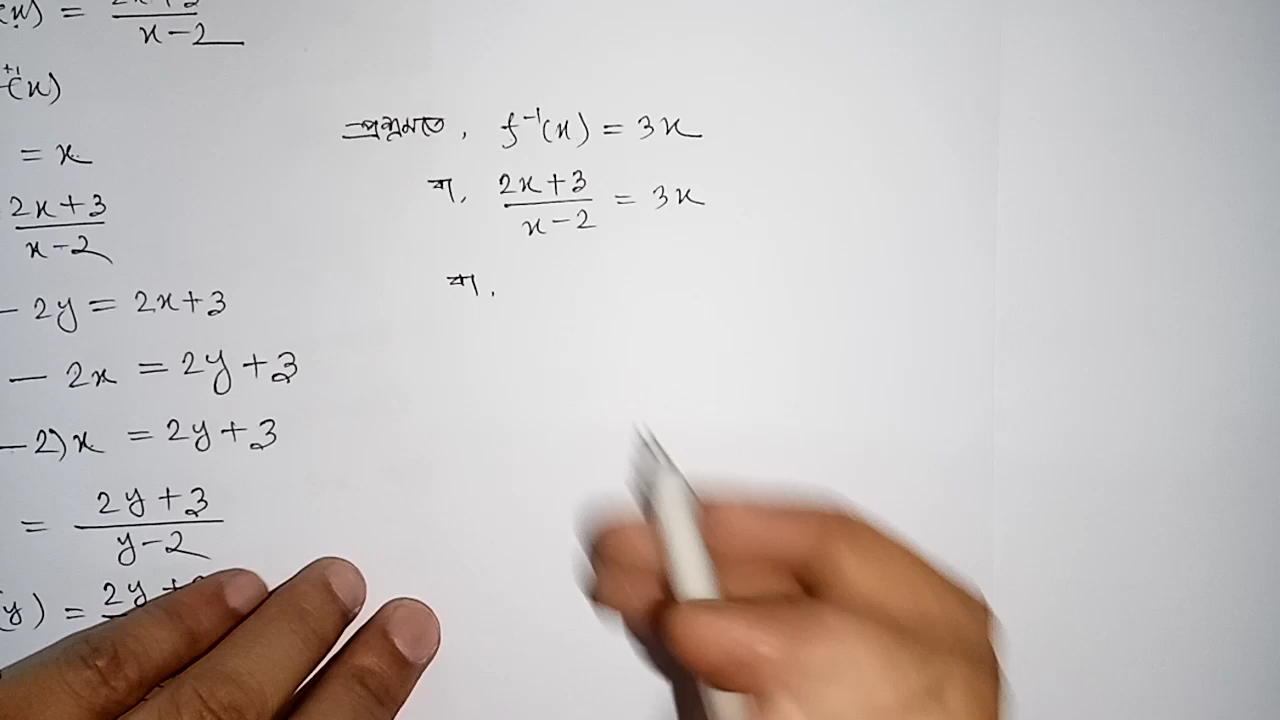 (x) = 2x+3 / x-2
(x)
= x
2x+3 / x-2
- 2y = 2x+3
- 2x = 2y+3
- 2)x = 2y+3
= 2y+3 / y-2
(y) = 2y+
প্রশ্নমতে, f⁻¹(x) = 3x
বা, 2x+3 / x-2 = 3x
বা,